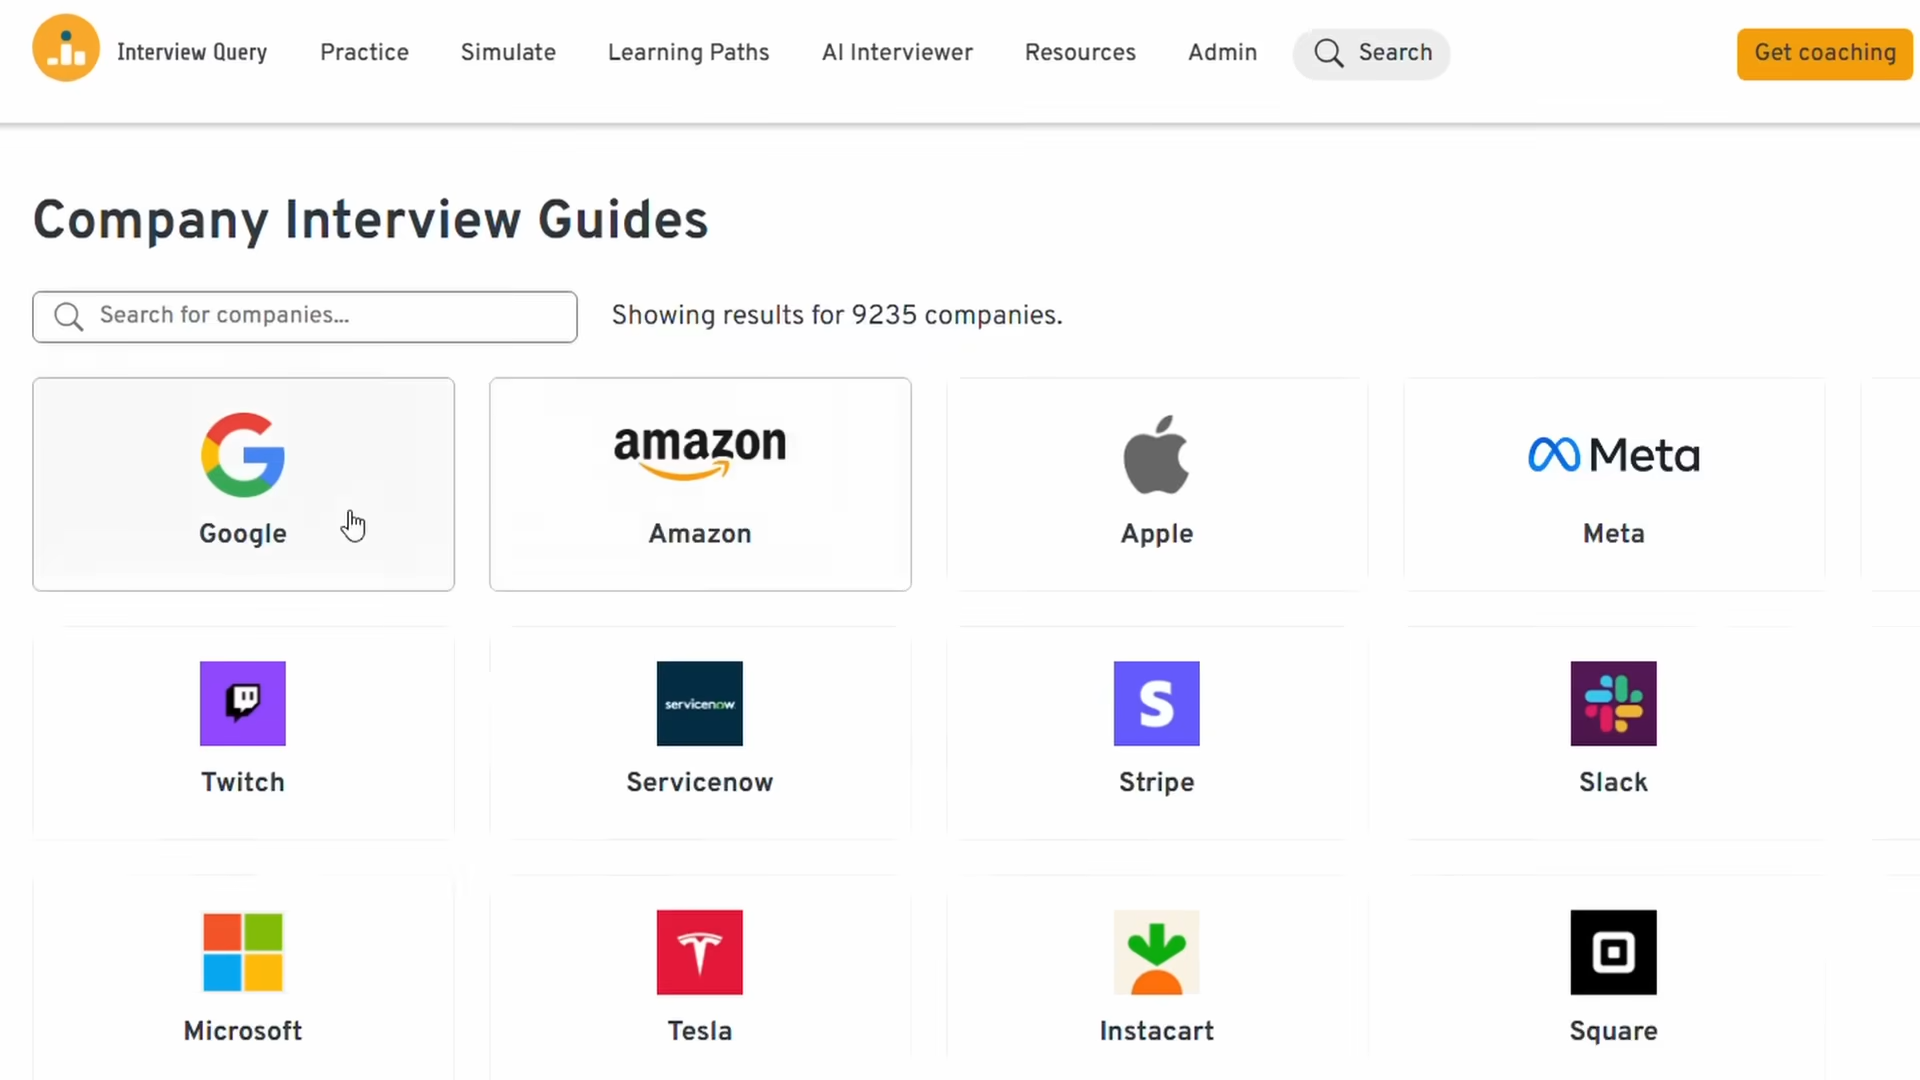 Interview Query
Practice
Simulate
Learning Paths
AI Interviewer
Resources
Admin
Search
Get coaching
Company Interview Guides
Search for companies...
Showing results for 9235 companies.
amazon
Meta
Google
Amazon
Apple
Meta
servicenow
S
Twitch
Servicenow
Stripe
Slack
Microsoft
Tesla
Instacart
Square